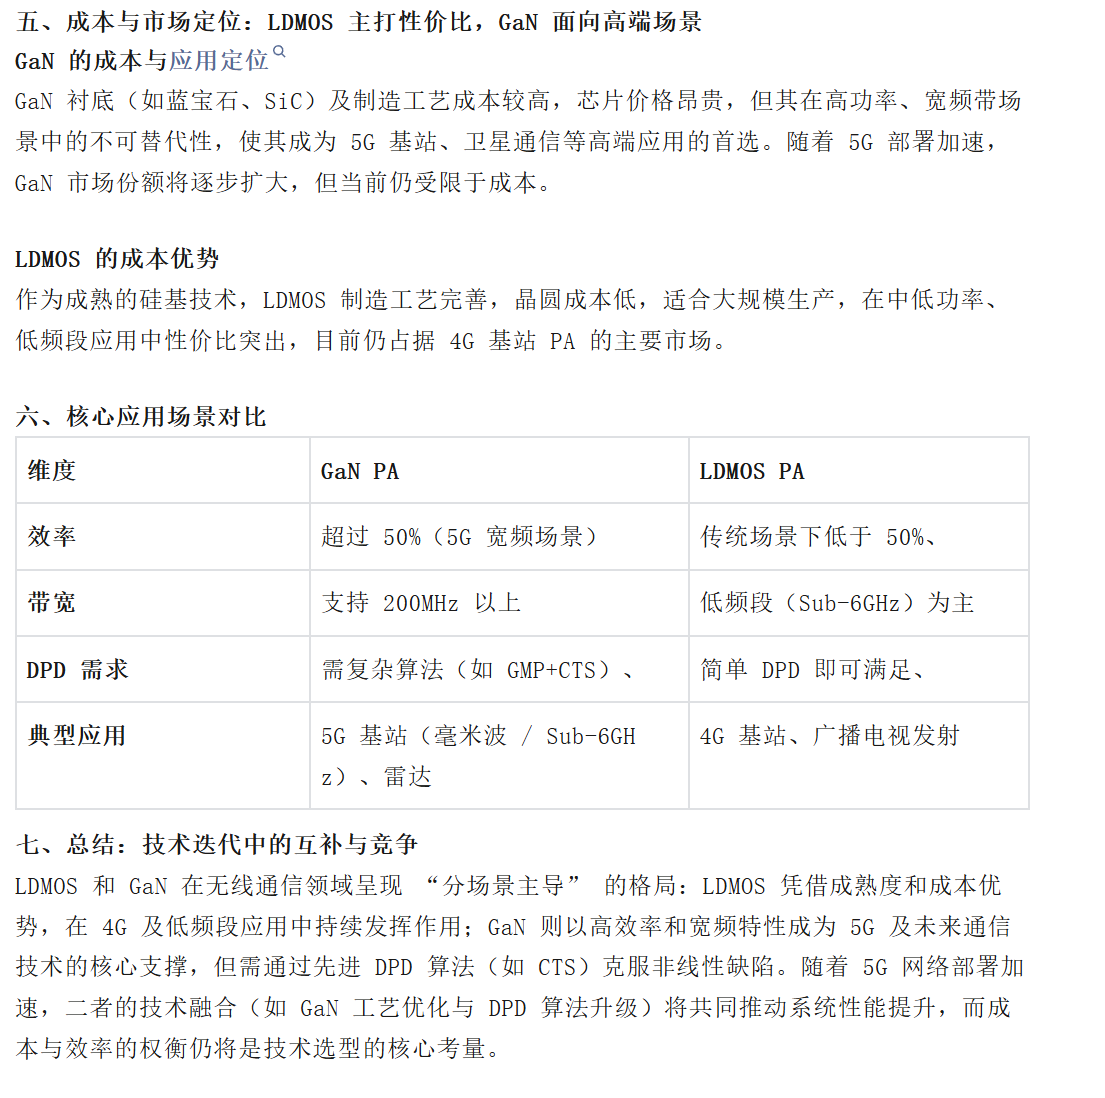 五、成本与市场定位：LDMOS 主打性价比，GaN 面向高端场景
GaN 的成本与应用定位
GaN 衬底（如蓝宝石、SiC）及制造工艺成本较高，芯片价格昂贵，但其在高功率、宽频带场
景中的不可替代性，使其成为 5G 基站、卫星通信等高端应用的首选。随着 5G 部署加速，
GaN 市场份额将逐步扩大，但当前仍受限于成本。
LDMOS 的成本优势
作为成熟的硅基技术，LDMOS 制造工艺完善，晶圆成本低，适合大规模生产，在中低功率、
低频段应用中性价比突出，目前仍占据 4G 基站 PA 的主要市场。
六、核心应用场景对比
维度 GaN PA LDMOS PA
效率 超过 50%（5G 宽频场景） 传统场景下低于 50%、
带宽 支持 200MHz 以上 低频段（Sub-6GHz）为主
DPD 需求 需复杂算法（如 GMP+CTS）、 简单 DPD 即可满足、
典型应用 5G 基站（毫米波 / Sub-6GH 4G 基站、广播电视发射
z）、雷达
七、总结：技术迭代中的互补与竞争
LDMOS 和 GaN 在无线通信领域呈现 “分场景主导” 的格局：LDMOS 凭借成熟度和成本优
势，在 4G 及低频段应用中持续发挥作用；GaN 则以高效率和宽频特性成为 5G 及未来通信
技术的核心支撑，但需通过先进 DPD 算法（如 CTS）克服非线性缺陷。随着 5G 网络部署加
速，二者的技术融合（如 GaN 工艺优化与 DPD 算法升级）将共同推动系统性能提升，而成
本与效率的权衡仍将是技术选型的核心考量。